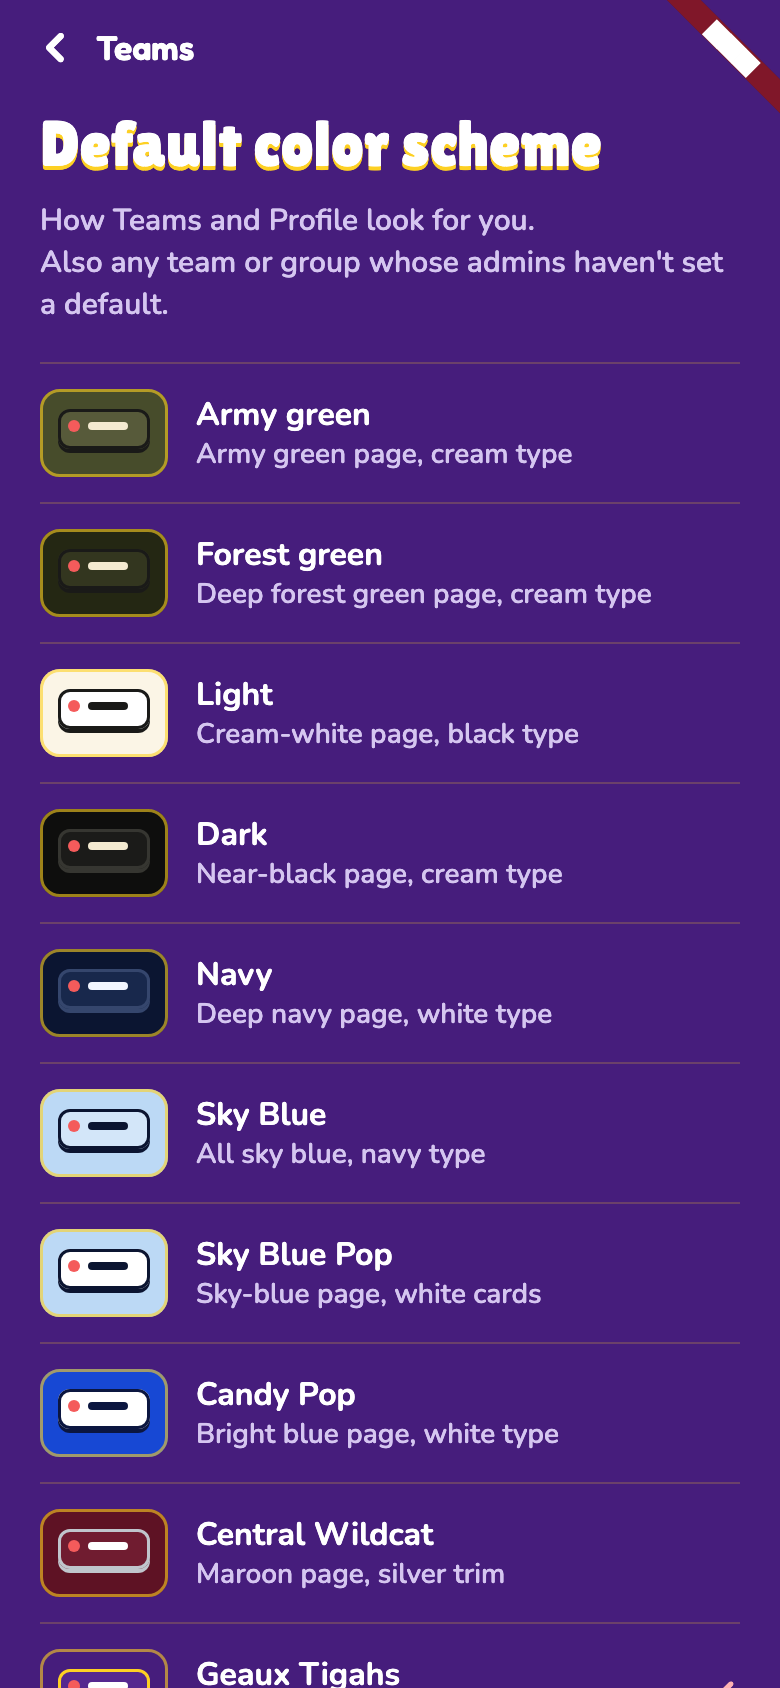 Teams
Default color scheme
How Teams and Profile look for you.
Also any team or group whose admins haven't set
a default.
Army green
Army green page, cream type
Forest green
Deep forest green page, cream type
Light
Cream-white page, black type
Dark
Near-black page, cream type
Navy
Deep navy page, white type
Sky Blue
All sky blue, navy type
Sky Blue Pop
Sky-blue page, white cards
Candy Pop
Bright blue page, white type
Central Wildcat
Maroon page, silver trim
Geaux Tigahs